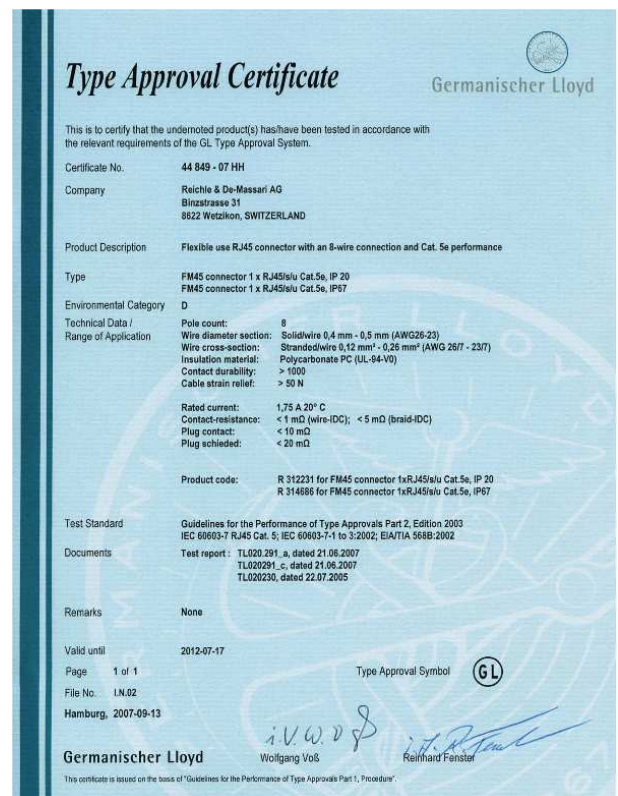 Type Approval Certificate
Germanischer Lloyd
This is to certify that the undernoted product(s) has/have been tested in accordance with
the relevant requirements of the GL Type Approval System.
Certificate No. 44 849 - 07 HH
Company Reichle & De-Massari AG
Binzstrasse 31
8622 Wetzikon, SWITZERLAND
Product Description Flexible use RJ45 connector with an 8-wire connection and Cat. 5e performance
Type FM45 connector 1 x RJ45/s/u Cat.5e, IP 20
FM45 connector 1 x RJ45/s/u Cat.5e, IP67
Environmental Category D
Technical Data / Pole count: 8
Range of Application Wire diameter section: Solid/wire 0,4 mm - 0,5 mm (AWG26-23)
Wire cross-section: Stranded/wire 0,12 mm² - 0,26 mm² (AWG 26/7 - 23/7)
Insulation material: Polycarbonate PC (UL-94-V0)
Contact durability: > 1000
Cable strain relief: > 50 N
Rated current: 1,75 A 20° C
Contact-resistance: < 1 mΩ (wire-IDC); < 5 mΩ (braid-IDC)
Plug contact: < 10 mΩ
Plug schieded: < 20 mΩ
Product code: R 312231 for FM45 connector 1xRJ45/s/u Cat.5e, IP 20
R 314686 for FM45 connector 1xRJ45/s/u Cat.5e, IP67
Test Standard Guidelines for the Performance of Type Approvals Part 2, Edition 2003
IEC 60603-7 RJ45 Cat. 5; IEC 60603-7-1 to 3:2002; EIA/TIA 568B:2002
Documents Test report : TL020.291_a, dated 21.06.2007
TL020291_c, dated 21.06.2007
TL020230, dated 22.07.2005
Remarks None
Valid until 2012-07-17
Page 1 of 1 Type Approval Symbol GL
File No. I.N.02
Hamburg, 2007-09-13
Germanischer Lloyd Wolfgang Voß Reinhard Fenster
This certificate is issued on the basis of "Guidelines for the Performance of Type Approvals Part 1, Procedure".